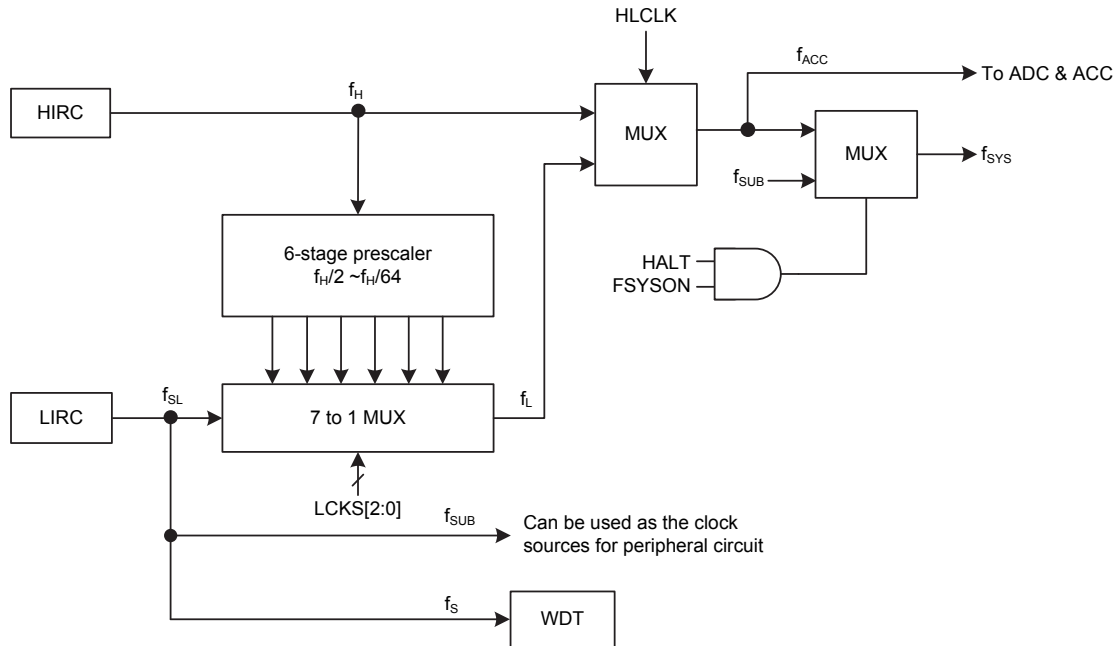 HLCLK
fACC
To ADC & ACC
HIRC
fH
MUX
MUX
fSYS
fSUB
6-stage prescaler
fH/2 ~fH/64
HALT
FSYSON
LIRC
fSL
7 to 1 MUX
fL
LCKS[2:0]
fSUB
Can be used as the clock
sources for peripheral circuit
fS
WDT